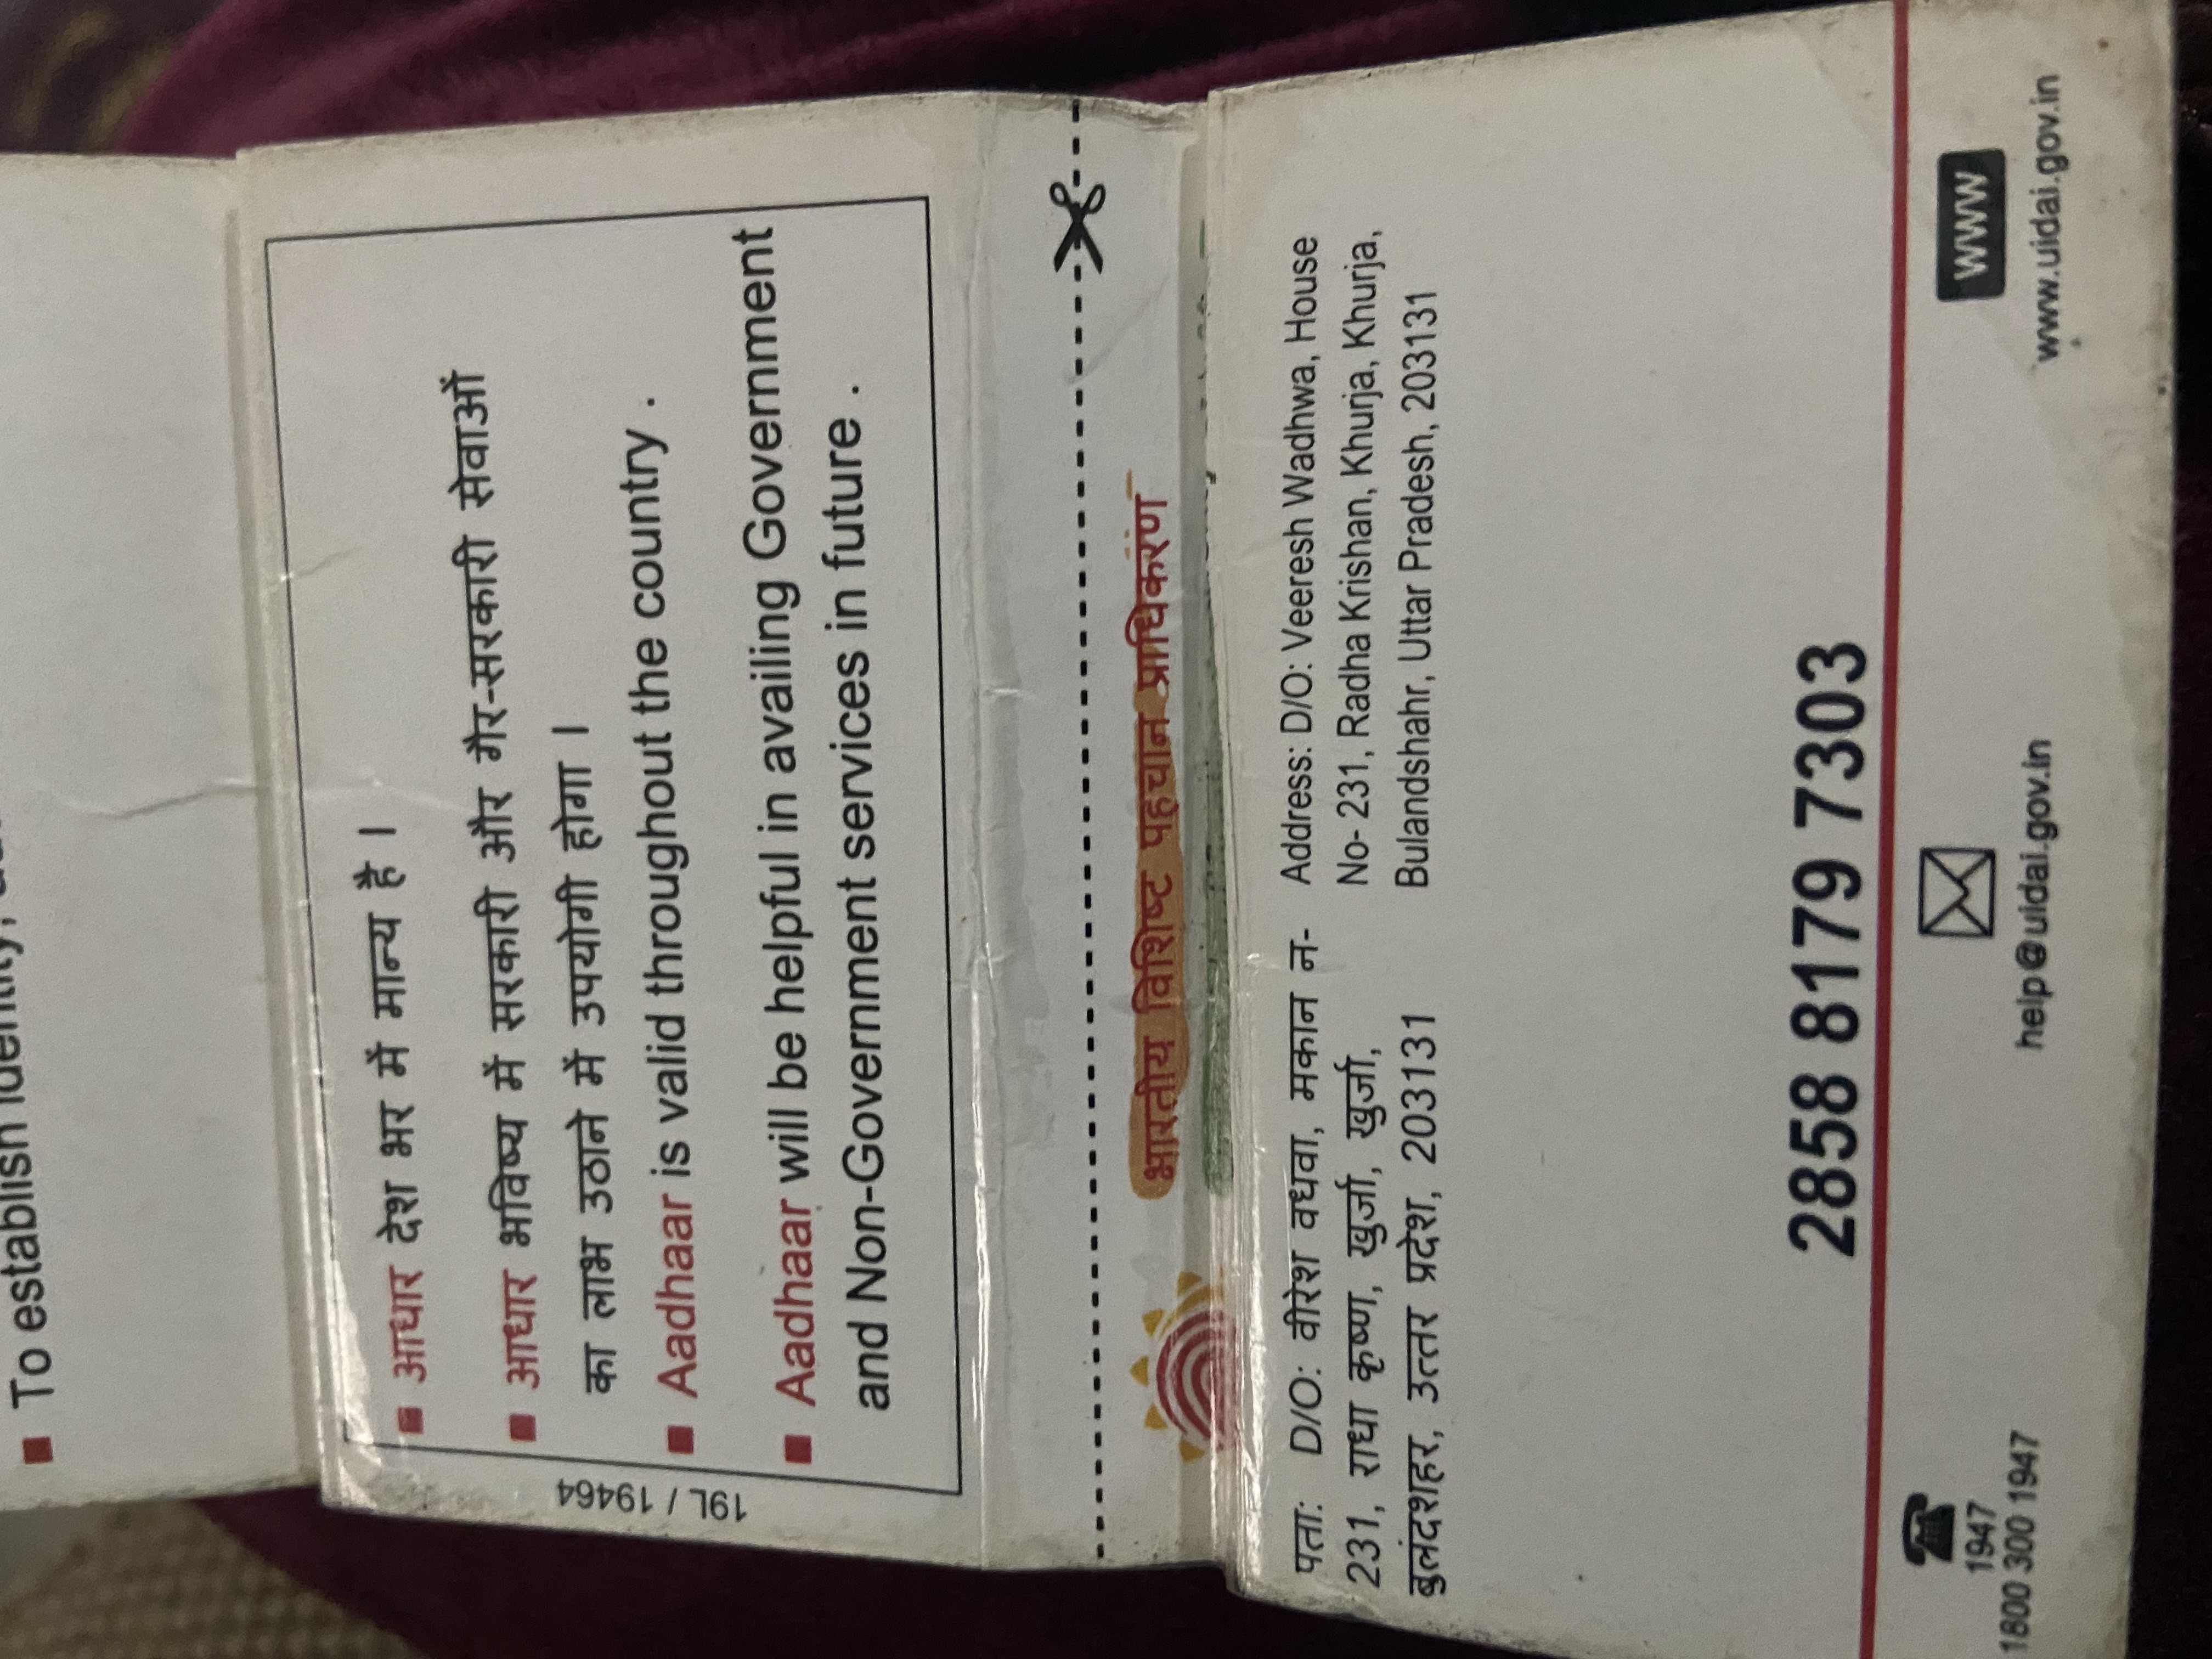 ■ To establish identity,
■ आधार देश भर में मान्य है ।
■ आधार भविष्य में सरकारी और गैर-सरकारी सेवाओं
का लाभ उठाने में उपयोगी होगा ।
■ Aadhaar is valid throughout the country .
■ Aadhaar will be helpful in availing Government
and Non-Government services in future .
19L / 19464
भारतीय विशिष्ट पहचान प्राधिकरण
पता: D/O: वीरेश वधवा, मकान न-
231, राधा कृष्ण, खुर्जा, खुर्जा,
बुलंदशहर, उत्तर प्रदेश, 203131
Address: D/O: Veeresh Wadhwa, House
No- 231, Radha Krishan, Khurja, Khurja,
Bulandshahr, Uttar Pradesh, 203131
2858 8179 7303
1947
1800 300 1947
help@uidai.gov.in
WWW
www.uidai.gov.in